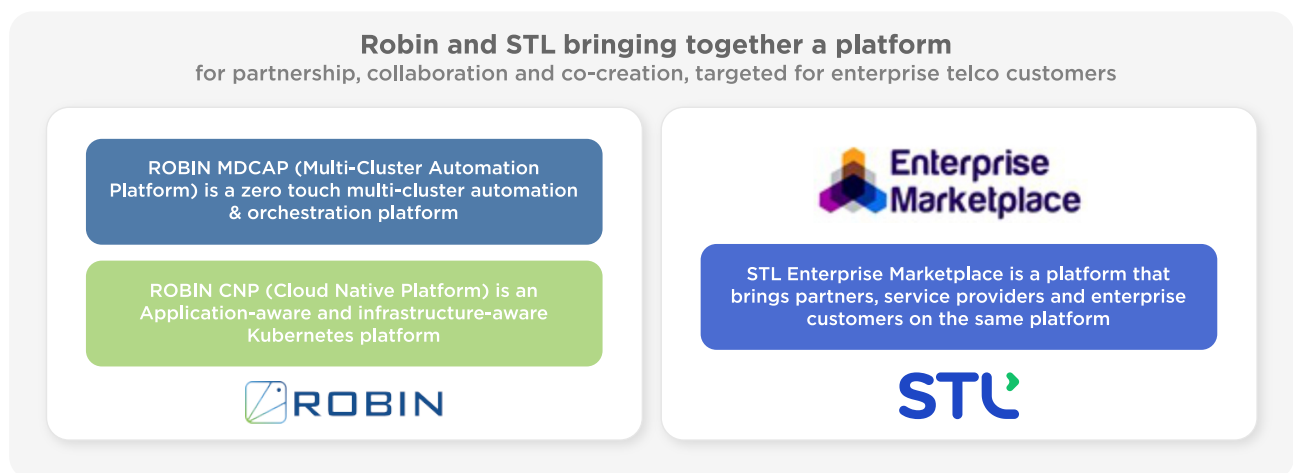 Robin and STL bringing together a platform
for partnership, collaboration and co-creation, targeted for enterprise telco customers
ROBIN MDCAP (Multi-Cluster Automation
Platform) is a zero touch multi-cluster automation
& orchestration platform
ROBIN CNP (Cloud Native Platform) is an
Application-aware and infrastructure-aware
Kubernetes platform
ROBIN
Enterprise
Marketplace
STL Enterprise Marketplace is a platform that
brings partners, service providers and enterprise
customers on the same platform
STL